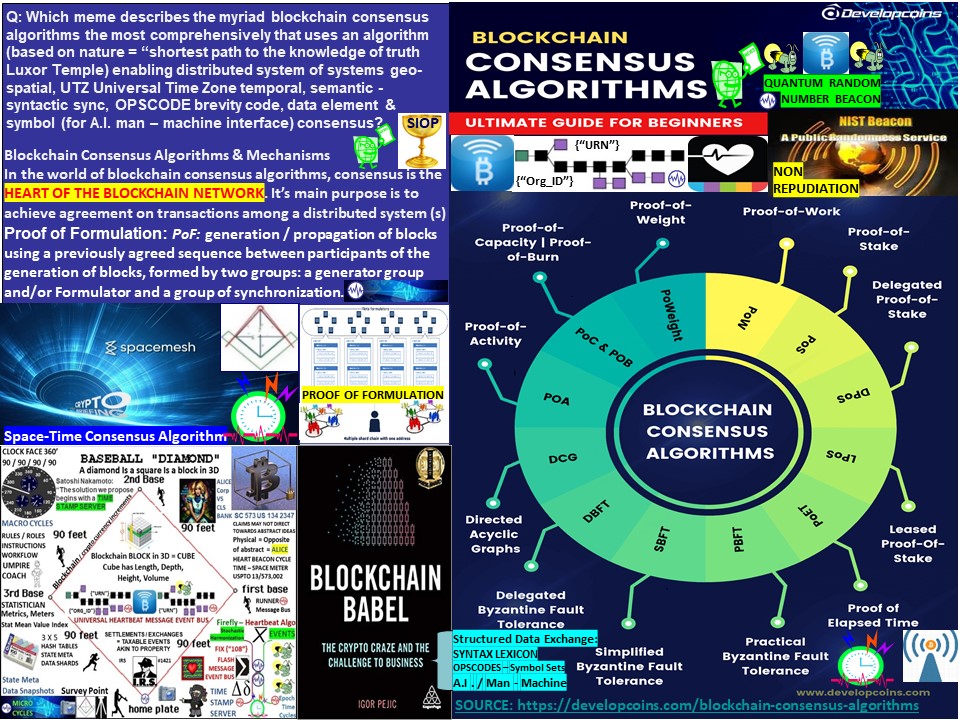 Q: Which meme describes the myriad blockchain consensus
algorithms the most comprehensively that uses an algorithm
(based on nature = “shortest path to the knowledge of truth
Luxor Temple) enabling distributed system of systems geo-
spatial, UTZ Universal Time Zone temporal, semantic -
syntactic sync, OPSCODE brevity code, data element &
symbol (for A.I. man – machine interface) consensus?
SIOP
Blockchain Consensus Algorithms & Mechanisms
In the world of blockchain consensus algorithms, consensus is the
HEART OF THE BLOCKCHAIN NETWORK. It’s main purpose is to
achieve agreement on transactions among a distributed system (s)
Proof of Formulation: PoF: generation / propagation of blocks
using a previously agreed sequence between participants of the
generation of blocks, formed by two groups: a generator group
and/or Formulator and a group of synchronization.
Developcoins
BLOCKCHAIN
CONSENSUS
ALGORITHMS
QUANTUM RANDOM
NUMBER BEACON
ULTIMATE GUIDE FOR BEGINNERS
{“URN”}
{“Org_ID”}
NIST Beacon
A Public Randomness Service
NON
REPUDIATION
spacemesh
CRYPTO
BRIEFING
Space-Time Consensus Algorithm
PROOF OF FORMULATION
Multiple shard chain with one address
Proof-of-
Weight
Proof-of-Work
Proof-of-
Capacity | Proof-
of-Burn
Proof-of-
Stake
Delegated
Proof-of-
Stake
Proof-of-
Activity
PoWeight
PoW
PoS
DPoS
LPoS
PoET
PBFT
SBFT
DBFT
DCG
POA
PoC & POB
BLOCKCHAIN
CONSENSUS
ALGORITHMS
Directed
Acyclic
Graphs
Leased
Proof-Of-
Stake
Delegated
Byzantine Fault
Tolerance
Proof of
Elapsed Time
Simplified
Byzantine Fault
Tolerance
Practical
Byzantine Fault
Tolerance
Structured Data Exchange:
SYNTAX LEXICON
OPSCODES – Symbol Sets
A.I . / Man - Machine
www.developcoins.com
SOURCE: https://developcoins.com/blockchain-consensus-algorithms
CLOCK FACE 360'
90 / 90 / 90 / 90
BASEBALL "DIAMOND"
A diamond Is a square Is a block in 3D
2nd Base
Satoshi Nakamoto:
“The solution we propose
begins with a TIME
STAMP SERVER
ALICE
Corp
VS
CLS
BANK SC 573 US 134 2347
CLAIMS MAY NOT DIRECT
TOWARDS ABSTRACT IDEAS
Physical = Opposite
of abstract = ALICE
HEART BEACON CYCLE
TIME – SPACE METER
USPTO 13/573,002
MACRO CYCLES
RULES / ROLES
INSTRUCTIONS
WORKFLOW
UMPIRE
COACH
90 feet
90 feet
Blockchain / crypto currency increments
Blockchain BLOCK in 3D = CUBE
Cube has Length, Depth,
Height, Volume
3rd Base
STATISTICIAN
Metrics, Meters
Stat Mean Value Index
{“URN”}
{“ORG_ID”}
{“URN”}
first base
RUNNER
Message Bus
UNIVERSAL HEARTBEAT MESSAGE EVENT BUS
Firefly – Heartbeat Algo
Stochastic
Harmonization
EVENTS
3 X 5
HASH TABLES
STATE META
DATA SHARDS
90 feet
SETTLEMENTS / EXCHANGES
= TAXABLE EVENTS
AKIN TO PROPERTY
90 feet
IRS
#1421
I.R.S.
FIX {“108”}
FLASH
MESSAGE
EVENT BUS
State Meta
Data Snapshots
Survey Point
TIME
STAMP
SERVER
Δδ
Epoch
Time
Cycles
MICRO
CYCLES
home plate
BLOCKCHAIN
BABEL
THE CRYPTO CRAZE AND THE
CHALLENGE TO BUSINESS
IGOR PEJIC
KoganPage